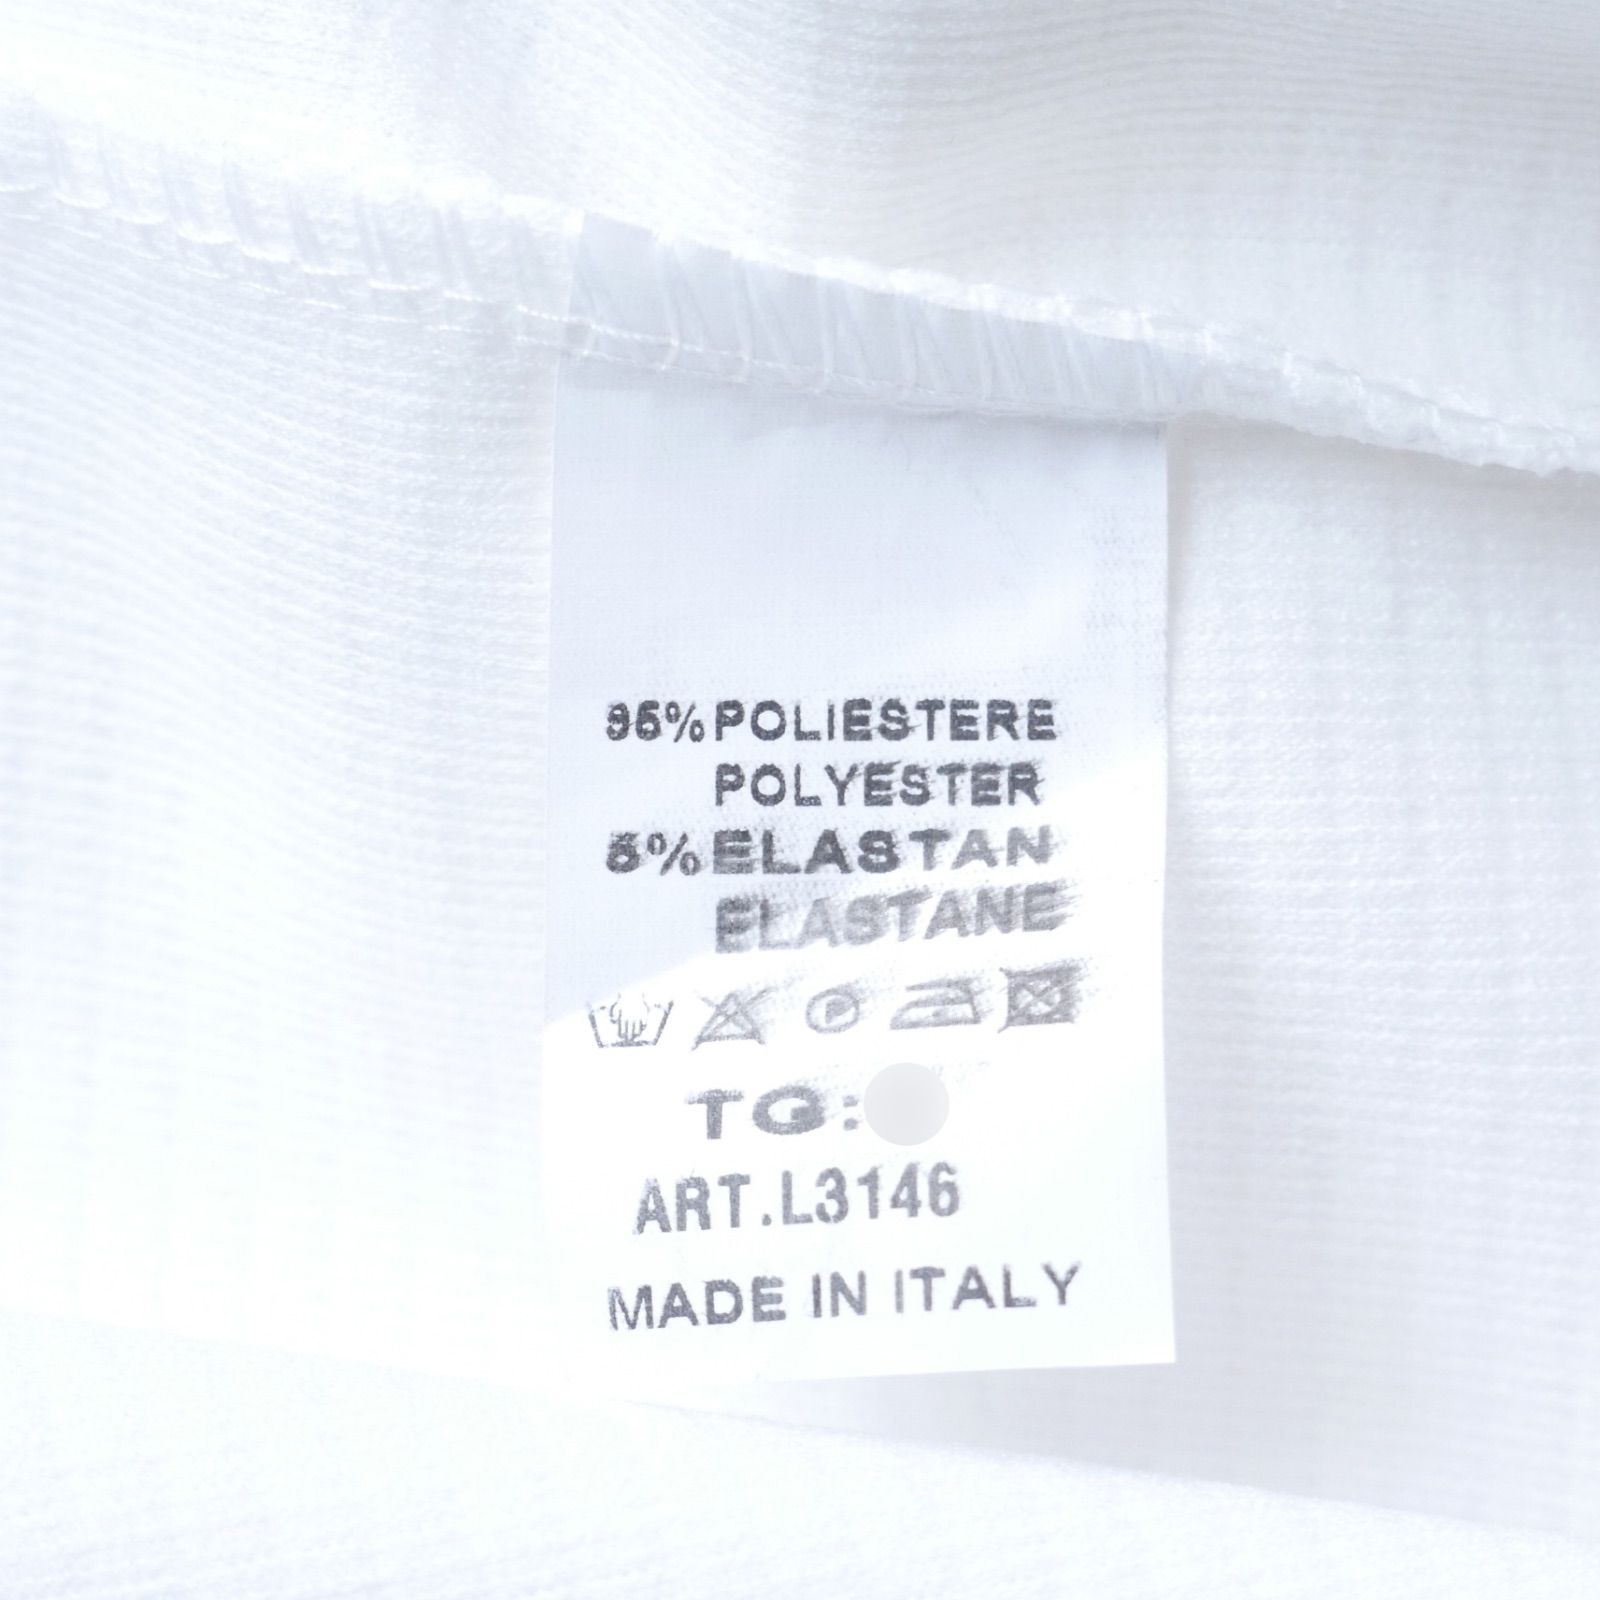 95%POLIESTERE
POLYESTER
5%ELASTAN
ELASTANE
TG:
ART.L3146
MADE IN ITALY